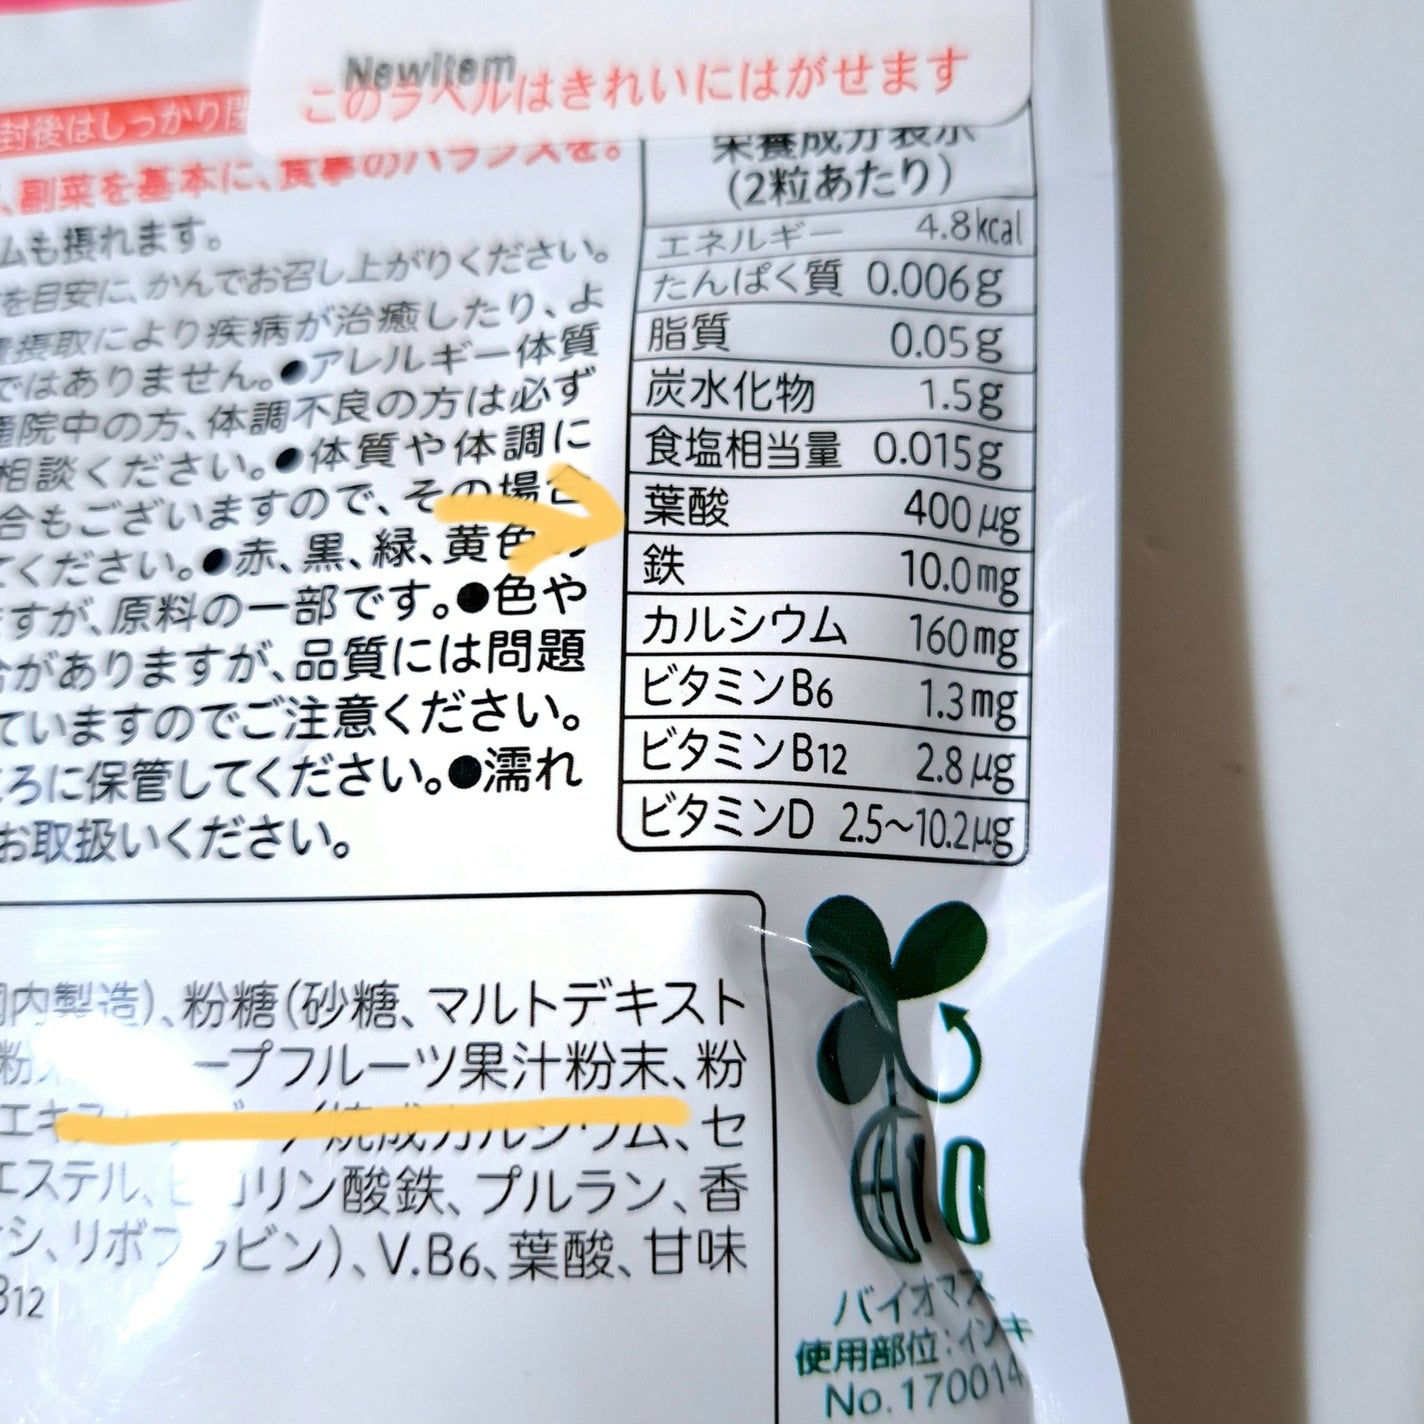 NewItem
このラベルはきれいにはがせます
封後はしっかり
、副菜を基本に、食事のバランスを。
ムも摂れます。
を目安に、かんでお召し上がりください。
摂取により疾病が治癒したり、よ
ではありません。●アレルギー体質
院中の方、体調不良の方は必ず
相談ください。●体質や体調に
合もございますので、その場合
てください。●赤、黒、緑、黄色の
ますが、原料の一部です。●色や
合がありますが、品質には問題
ていますのでご注意ください。
ろに保管してください。●濡れ
お取扱いください。
栄養成分表示
(2粒あたり)
エネルギー 4.8kcal
たんぱく質 0.006g
脂質 0.05g
炭水化物 1.5g
食塩相当量 0.015g
葉酸 400μg
鉄 10.0mg
カルシウム 160mg
ビタミンB6 1.3mg
ビタミンB12 2.8μg
ビタミンD 2.5〜10.2μg
国内製造)、粉糖(砂糖、マルトデキスト
粉 ープフルーツ果汁粉末、粉
エキス /焼成カルシウム、セ
エステル、ピロリン酸鉄、プルラン、香
シ、リボフラビン)、V.B6、葉酸、甘味
B12
バイオマス
使用部位:インキ
No.170014